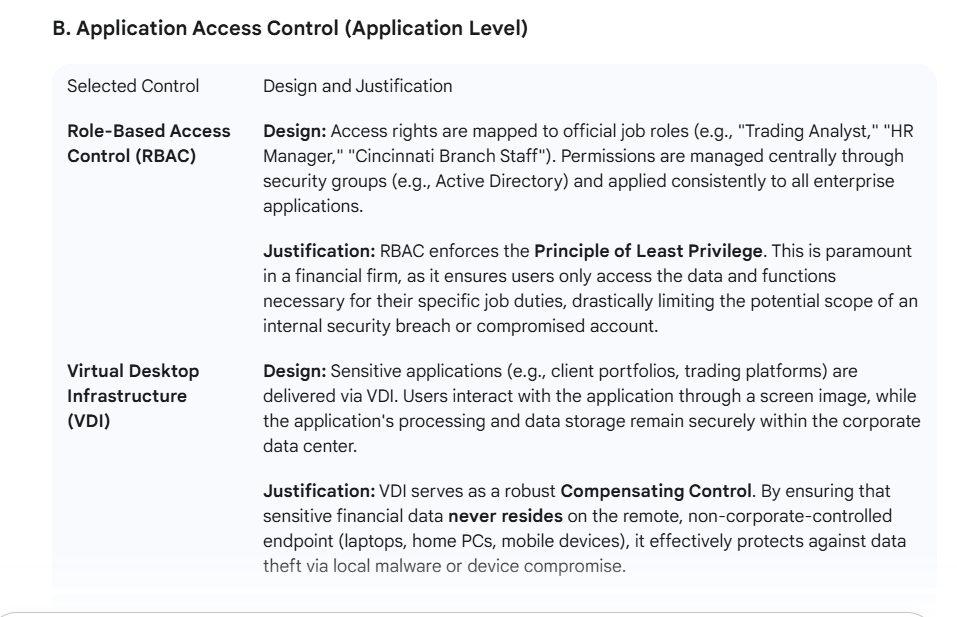 B. Application Access Control (Application Level)
Selected Control
Design and Justification
Role-Based Access
Control (RBAC)
Design: Access rights are mapped to official job roles (e.g., "Trading Analyst," "HR
Manager," "Cincinnati Branch Staff"). Permissions are managed centrally through
security groups (e.g., Active Directory) and applied consistently to all enterprise
applications.
Justification: RBAC enforces the Principle of Least Privilege. This is paramount
in a financial firm, as it ensures users only access the data and functions
necessary for their specific job duties, drastically limiting the potential scope of an
internal security breach or compromised account.
Virtual Desktop
Infrastructure
(VDI)
Design: Sensitive applications (e.g., client portfolios, trading platforms) are
delivered via VDI. Users interact with the application through a screen image, while
the application's processing and data storage remain securely within the corporate
data center.
Justification: VDI serves as a robust Compensating Control. By ensuring that
sensitive financial data never resides on the remote, non-corporate-controlled
endpoint (laptops, home PCs, mobile devices), it effectively protects against data
theft via local malware or device compromise.